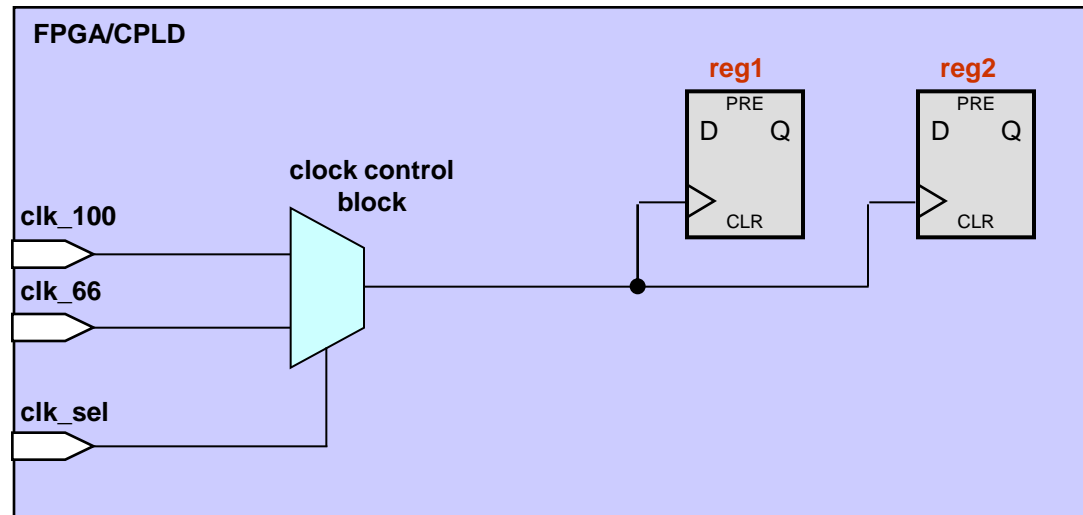 FPGA/CPLD
reg1
reg2
PRE
D Q
CLR
PRE
D Q
CLR
clock control
block
clk_100
clk_66
clk_sel